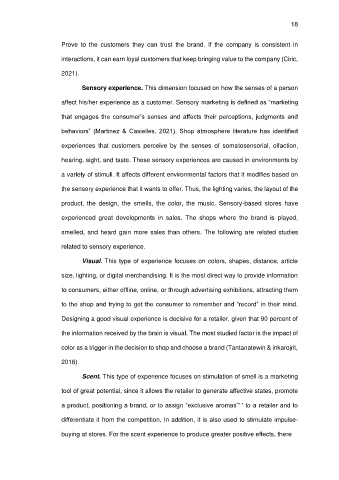 18
Prove to the customers they can trust the brand. If the company is consistent in
interactions, it can earn loyal customers that keep bringing value to the company (Ciric,
2021).
Sensory experience. This dimension focused on how the senses of a person
affect his/her experience as a customer. Sensory marketing is defined as "marketing
that engages the consumer's senses and affects their perceptions, judgments and
behaviors" (Martinez & Casielles, 2021). Shop atmosphere literature has identified
experiences that customers perceive by the senses of somatosensorial, olfaction,
hearing, sight, and taste. These sensory experiences are caused in environments by
a variety of stimuli. It affects different environmental factors that it modifies based on
the sensory experience that it wants to offer. Thus, the lighting varies, the layout of the
product, the design, the smells, the color, the music. Sensory-based stores have
experienced great developments in sales. The shops where the brand is played,
smelled, and heard gain more sales than others. The following are related studies
related to sensory experience.
Visual. This type of experience focuses on colors, shapes, distance, article
size, lighting, or digital merchandising. It is the most direct way to provide information
to consumers, either offline, online, or through advertising exhibitions, attracting them
to the shop and trying to get the consumer to remember and "record" in their mind.
Designing a good visual experience is decisive for a retailer, given that 90 percent of
the information received by the brain is visual. The most studied factor is the impact of
color as a trigger in the decision to shop and choose a brand (Tantanatewin & inkarojrit,
2016).
Scent. This type of experience focuses on stimulation of smell is a marketing
tool of great potential, since it allows the retailer to generate affective states, promote
a product, positioning a brand, or to assign "exclusive aromas" ' to a retailer and to
differentiate it from the competition. In addition, it is also used to stimulate impulse-
buying at stores. For the scent experience to produce greater positive effects, there